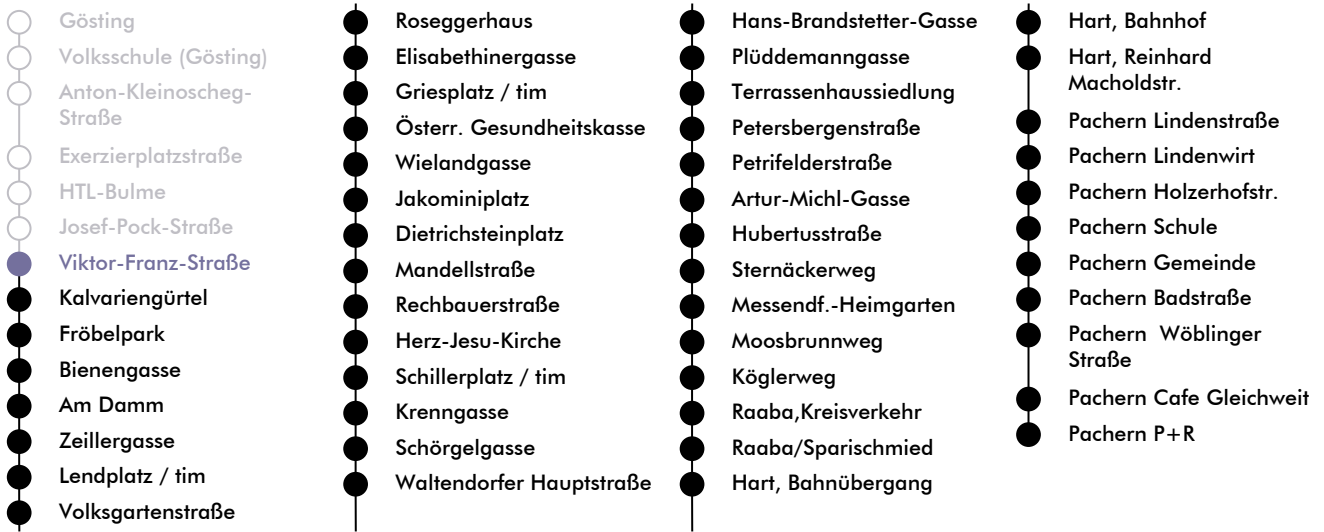 Gösting
Volksschule (Gösting)
Anton-Kleinoscheg-
Straße
Exerzierplatzstraße
HTL-Bulme
Josef-Pock-Straße
Viktor-Franz-Straße
Kalvariengürtel
Fröbelpark
Bienengasse
Am Damm
Zeillergasse
Lendplatz / tim
Volksgartenstraße
Roseggerhaus
Elisabethinergasse
Griesplatz / tim
Österr. Gesundheitskasse
Wielandgasse
Jakominiplatz
Dietrichsteinplatz
Mandellstraße
Rechbauerstraße
Herz-Jesu-Kirche
Schillerplatz / tim
Krenngasse
Schörgelgasse
Waltendorfer Hauptstraße
Hans-Brandstetter-Gasse
Plüddemanngasse
Terrassenhaussiedlung
Petersbergenstraße
Petrifelderstraße
Artur-Michl-Gasse
Hubertusstraße
Sternäckerweg
Messendf.-Heimgarten
Moosbrunnweg
Köglerweg
Raaba,Kreisverkehr
Raaba/Sparischmied
Hart, Bahnübergang
Hart, Bahnhof
Hart, Reinhard
Macholdstr.
Pachern Lindenstraße
Pachern Lindenwirt
Pachern Holzerhofstr.
Pachern Schule
Pachern Gemeinde
Pachern Badstraße
Pachern  Wöblinger
Straße
Pachern Cafe Gleichweit
Pachern P+R